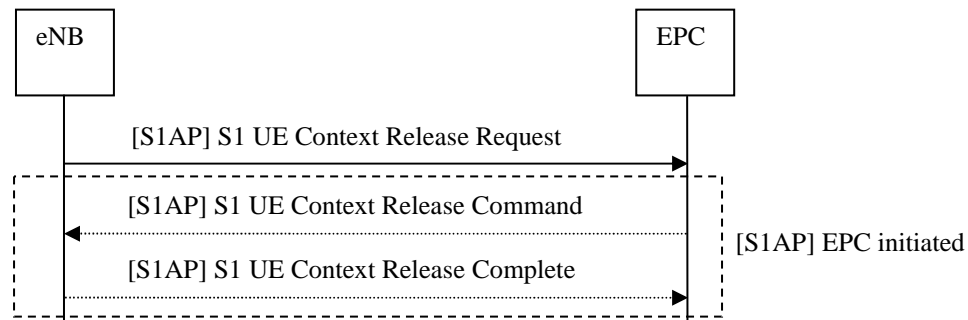 eNB
EPC
[S1AP] S1 UE Context Release Request
[S1AP] S1 UE Context Release Command
[S1AP] EPC initiated
[S1AP] S1 UE Context Release Complete